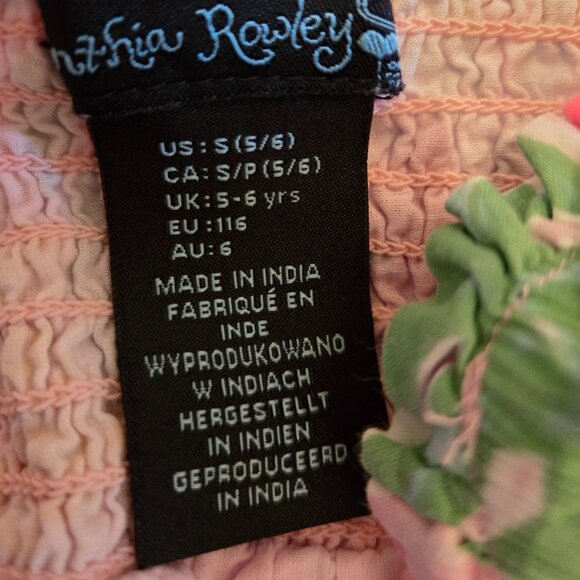 nthia Rowley
US: S (5/6)
CA: S/P (5/6)
UK: 5-6 yrs
EU: 116
AU: 6
MADE IN INDIA
FABRIQUÉ EN
INDE
WYPRODUKOWANO
W INDIACH
HERGESTELLT
IN INDIEN
GEPRODUCEERD
IN INDIA